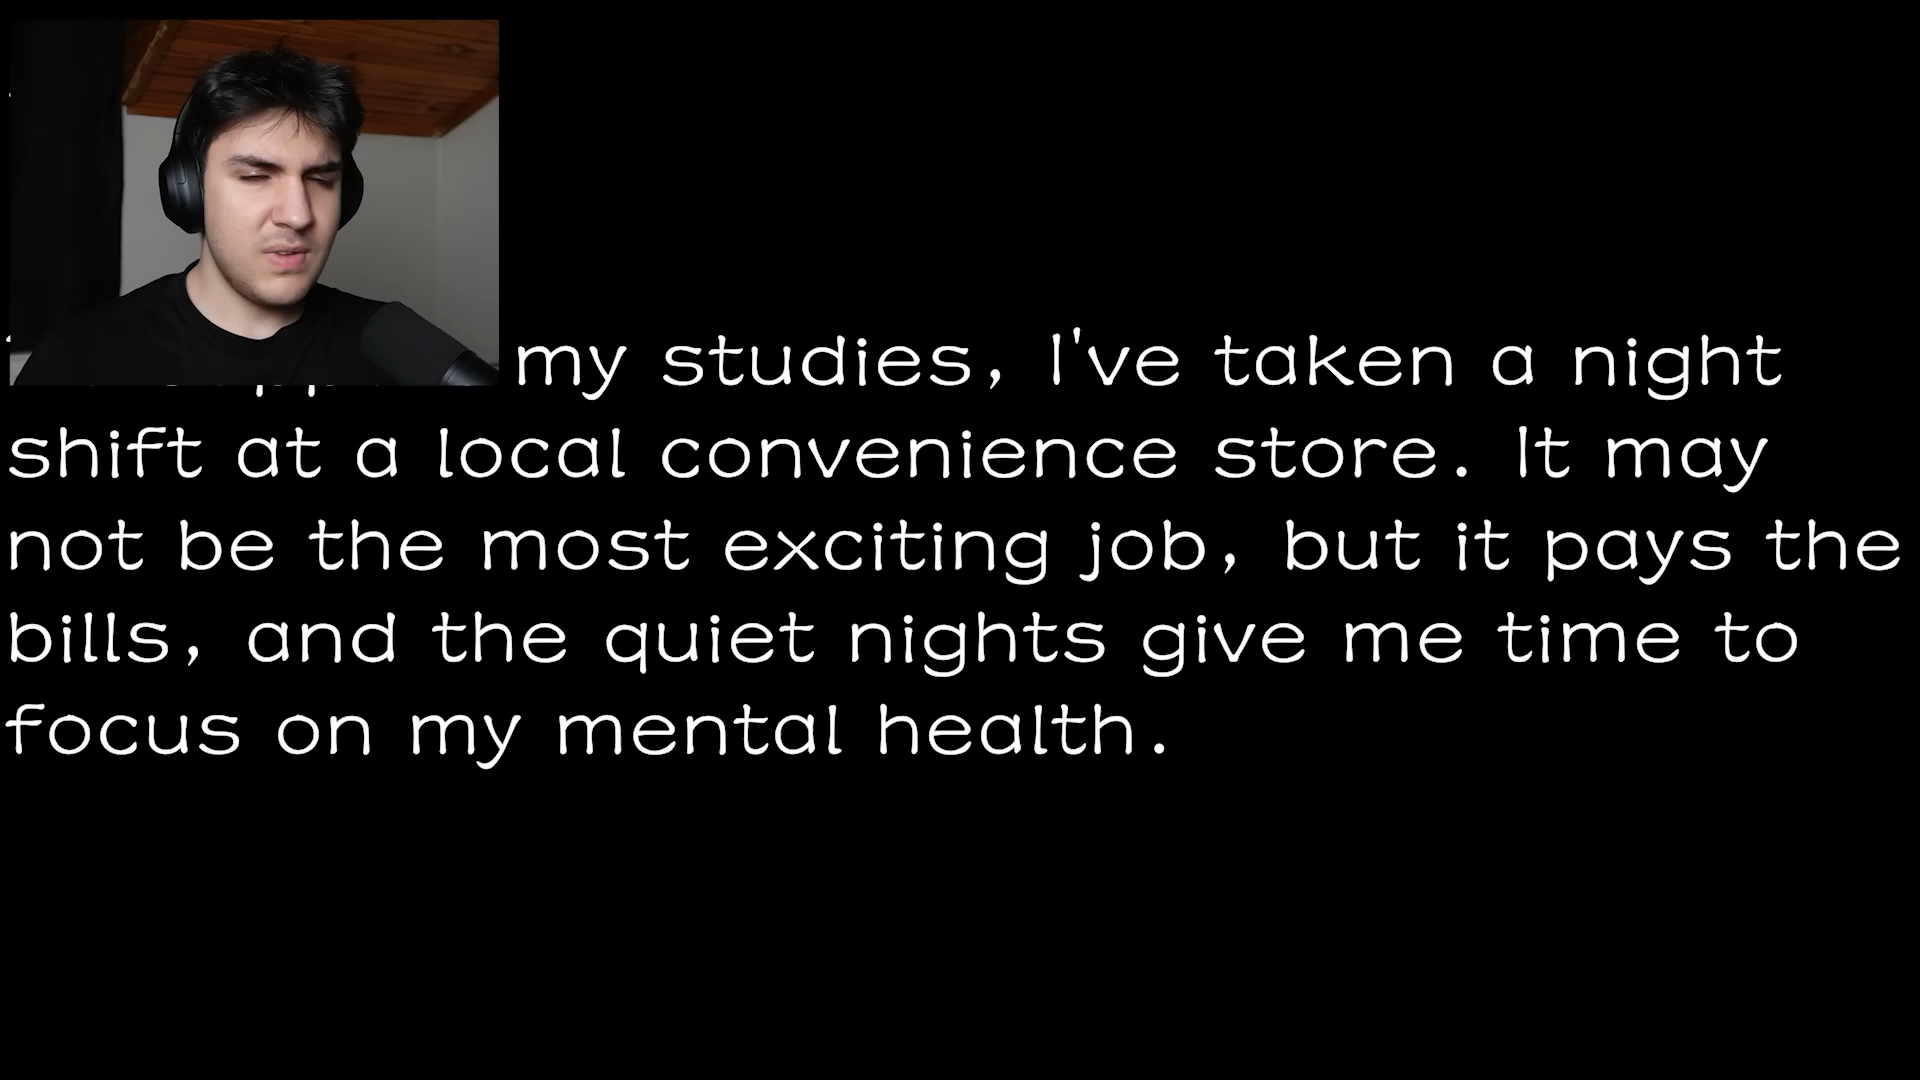 my studies, I've taken a night
shift at a local convenience store. It may
not be the most exciting job, but it pays the
bills, and the quiet nights give me time to
focus on my mental health.